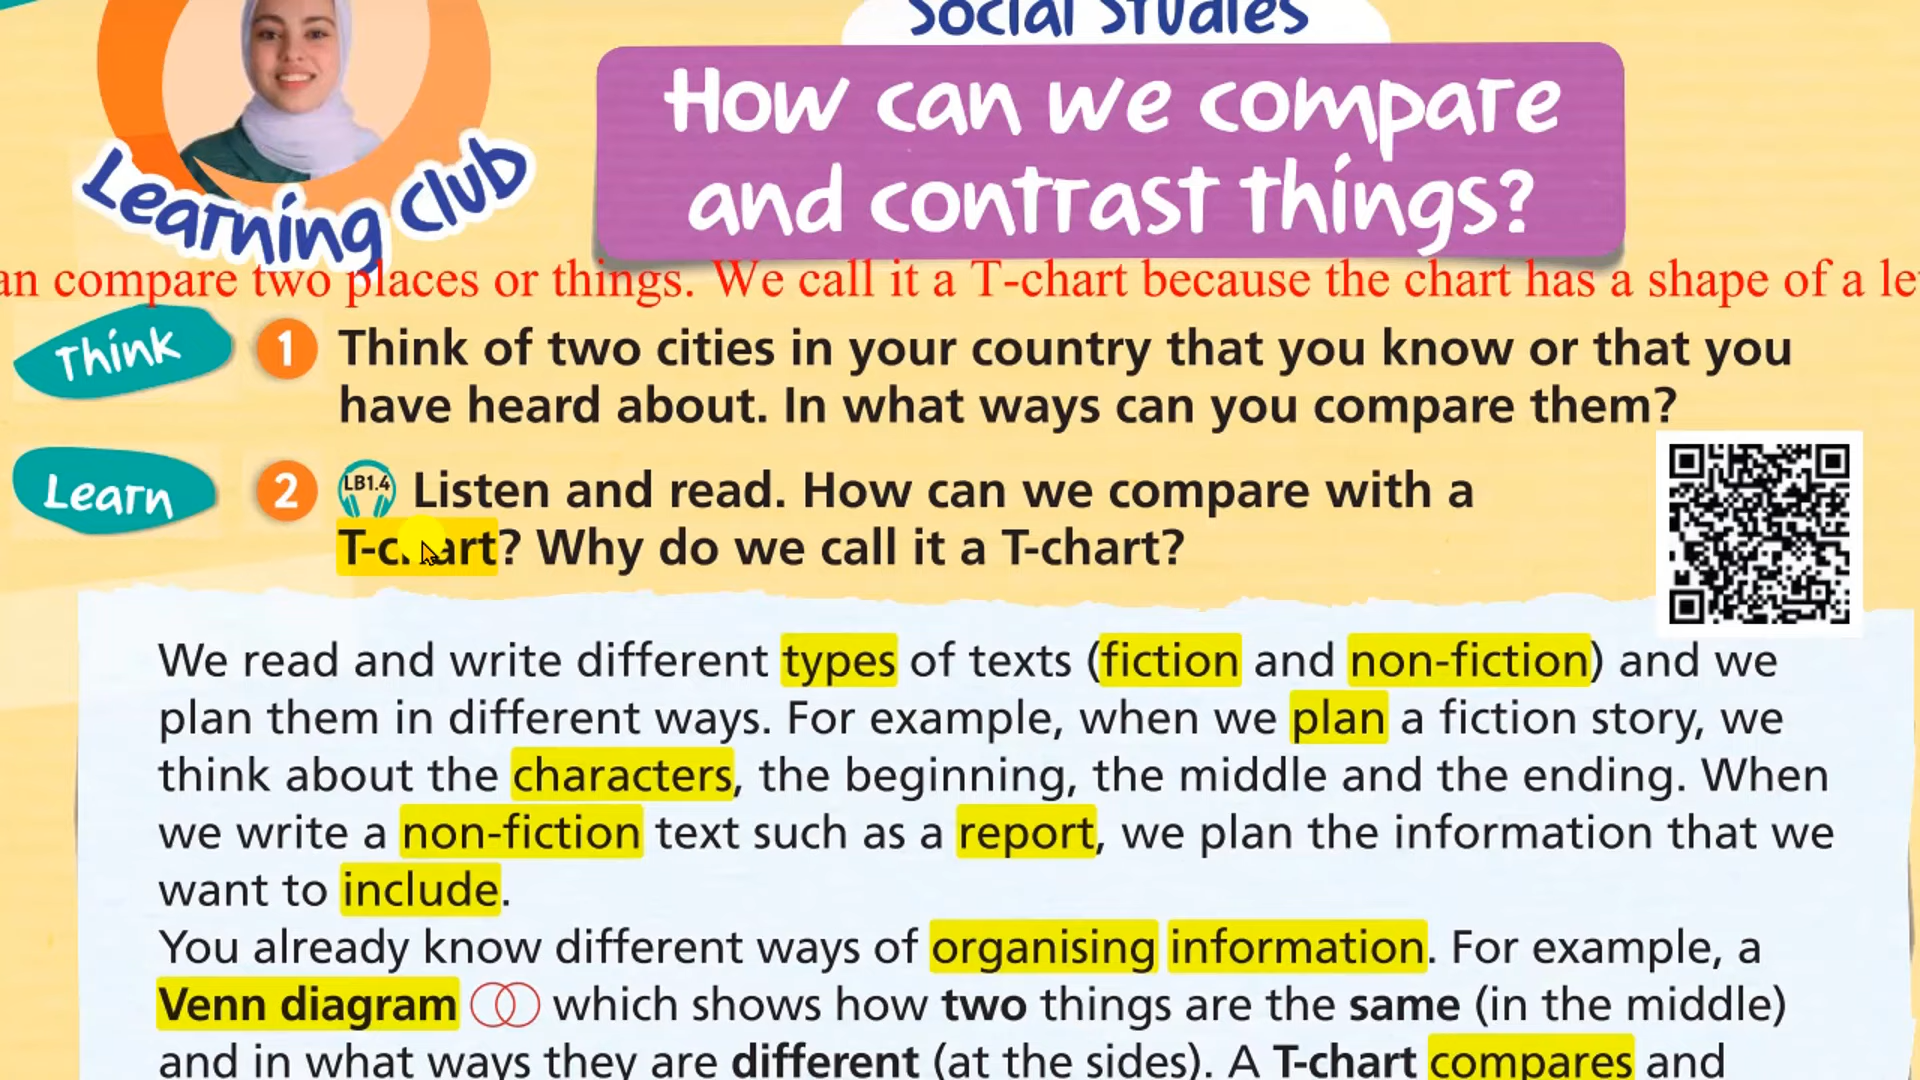 Social Studies
How can we compare
and contrast things?
Learning Club
an compare two places or things. We call it a T-chart because the chart has a shape of a le
Think
1 Think of two cities in your country that you know or that you
have heard about. In what ways can you compare them?
Learn
2 LB1.4 Listen and read. How can we compare with a
T-chart? Why do we call it a T-chart?
We read and write different types of texts (fiction and non-fiction) and we
plan them in different ways. For example, when we plan a fiction story, we
think about the characters, the beginning, the middle and the ending. When
we write a non-fiction text such as a report, we plan the information that we
want to include.
You already know different ways of organising information. For example, a
Venn diagram which shows how two things are the same (in the middle)
and in what ways they are different (at the sides). A T-chart compares and